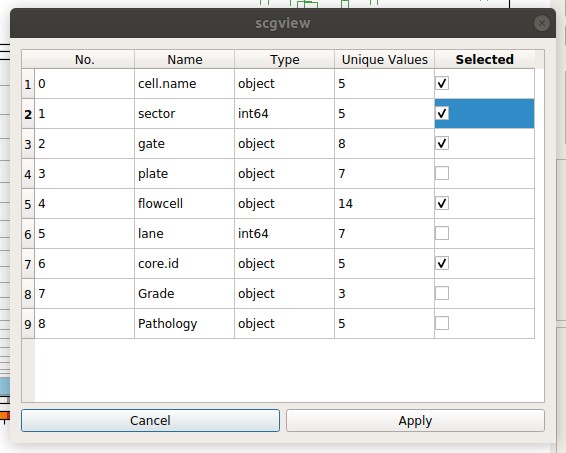 scgview
No. Name Type Unique Values Selected
1 0 cell.name object 5
2 1 sector int64 5
3 2 gate object 8
4 3 plate object 7
5 4 flowcell object 14
6 5 lane int64 7
7 6 core.id object 5
8 7 Grade object 3
9 8 Pathology object 5
Cancel Apply